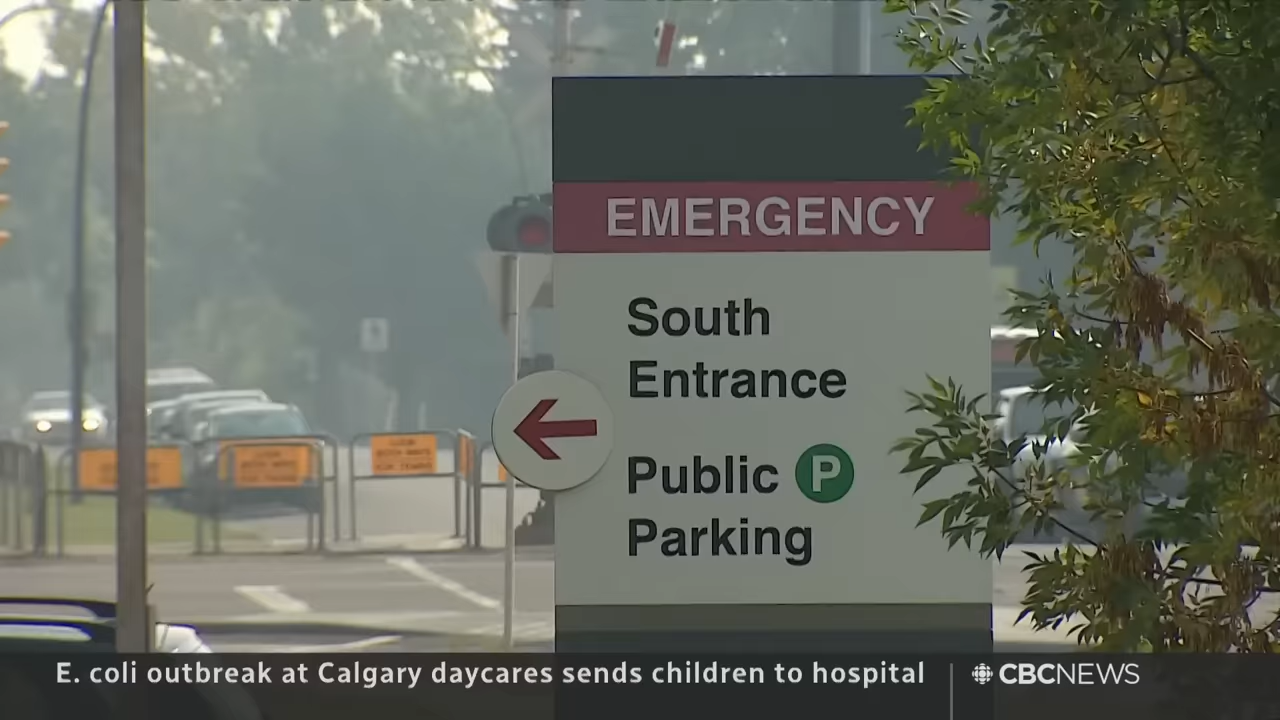 EMERGENCY
South
Entrance
Public P
Parking
E. coli outbreak at Calgary daycares sends children to hospital
CBCNEWS